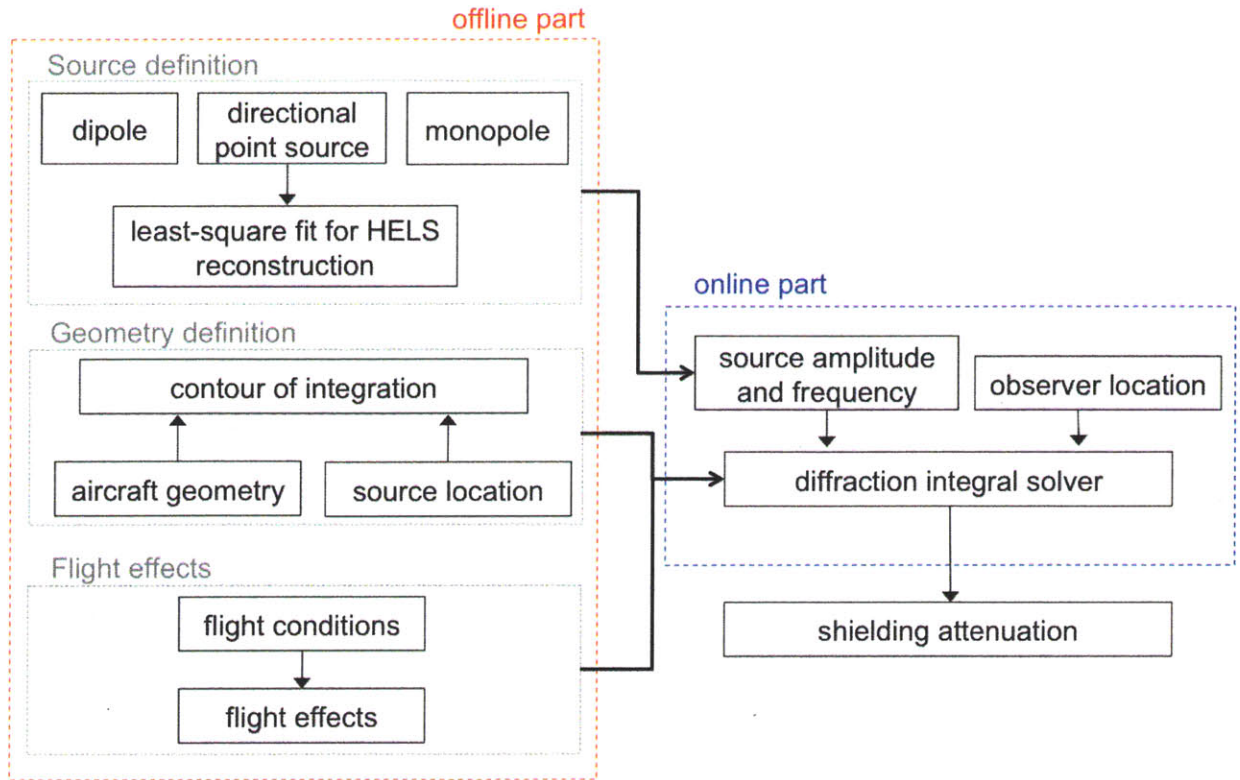 offline part
Source definition
dipole
directional
point source
monopole
least-square fit for HELS
reconstruction
Geometry definition
contour of integration
aircraft geometry
source location
Flight effects
flight conditions
flight effects
online part
source amplitude
and frequency
observer location
diffraction integral solver
shielding attenuation